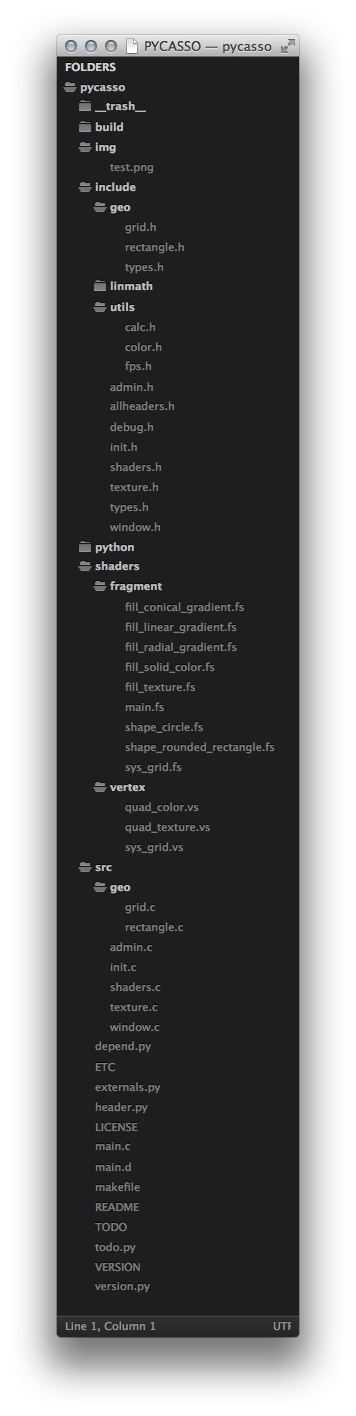 PYCASSO — pycasso
FOLDERS
pycasso
__trash__
build
img
test.png
include
geo
grid.h
rectangle.h
types.h
linmath
utils
calc.h
color.h
fps.h
admin.h
allheaders.h
debug.h
init.h
shaders.h
texture.h
types.h
window.h
python
shaders
fragment
fill_conical_gradient.fs
fill_linear_gradient.fs
fill_radial_gradient.fs
fill_solid_color.fs
fill_texture.fs
main.fs
shape_circle.fs
shape_rounded_rectangle.fs
sys_grid.fs
vertex
quad_color.vs
quad_texture.vs
sys_grid.vs
src
geo
grid.c
rectangle.c
admin.c
init.c
shaders.c
texture.c
window.c
depend.py
ETC
externals.py
header.py
LICENSE
main.c
main.d
makefile
README
TODO
todo.py
VERSION
version.py
Line 1, Column 1 UTF